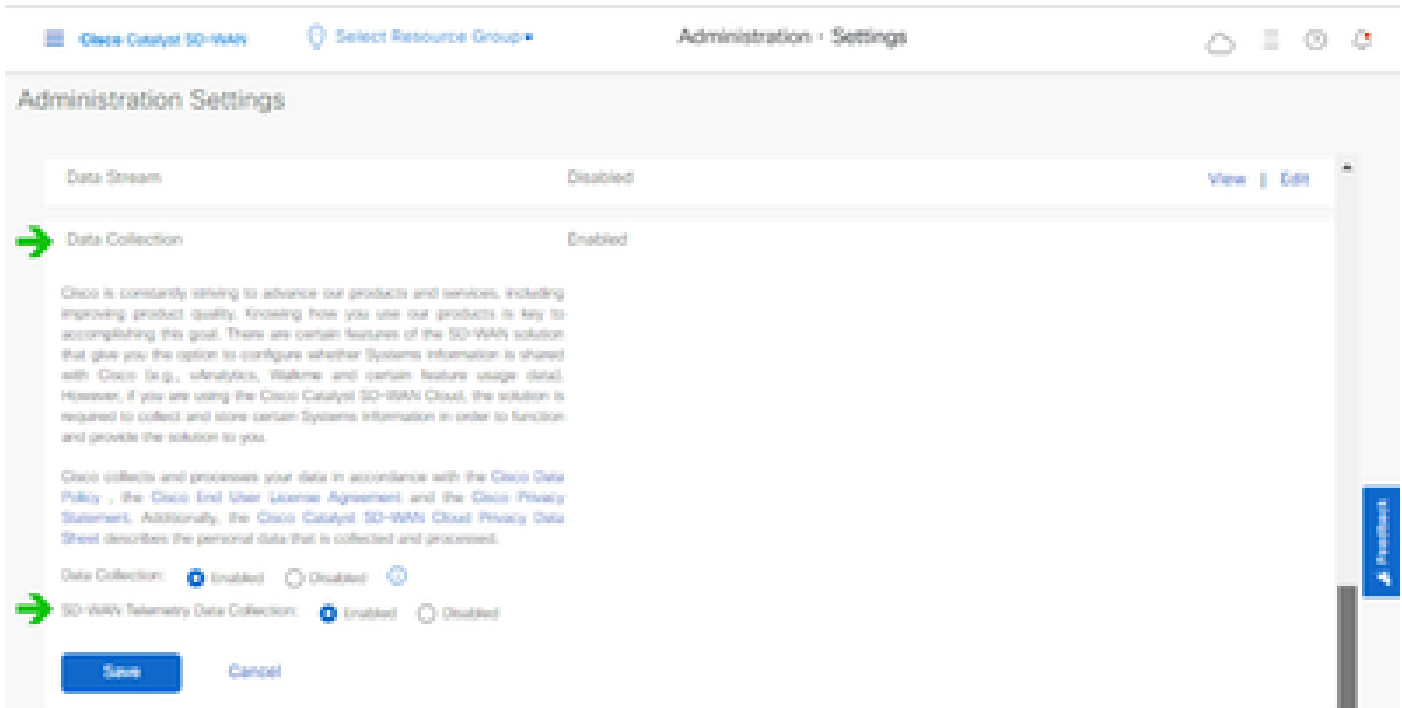 Cisco Catalyst SD-WAN
Select Resource Group
Administration · Settings
Administration Settings
Data Stream
Disabled
View | Edit
Data Collection
Enabled
Cisco is constantly striving to advance our products and services, including
improving product quality. Knowing how you use our products is key to
accomplishing this goal. There are certain features of the SD-WAN solution
that give you the option to configure whether Systems Information is shared
with Cisco (e.g., vAnalytics, Walkme and certain feature usage data).
However, if you are using the Cisco Catalyst SD-WAN Cloud, the solution is
required to collect and store certain Systems Information in order to function
and provide the solution to you.
Cisco collects and processes your data in accordance with the Cisco Data
Policy , the Cisco End User License Agreement and the Cisco Privacy
Statement. Additionally, the Cisco Catalyst SD-WAN Cloud Privacy Data
Sheet describes the personal data that is collected and processed.
Data Collection: Enabled Disabled
SD-WAN Telemetry Data Collection: Enabled Disabled
Save Cancel
Feedback